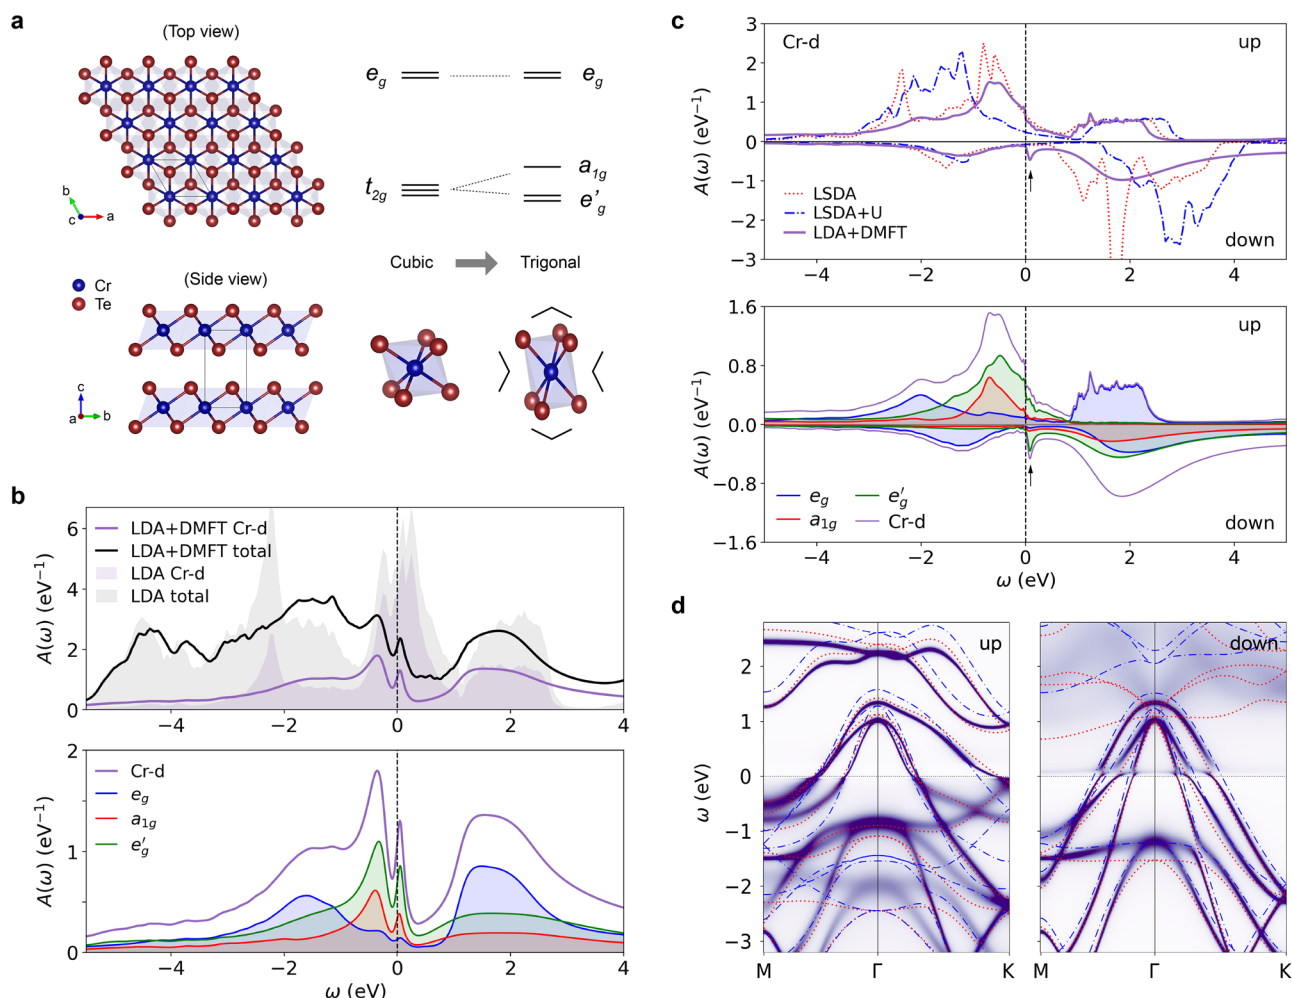 a
(Top view)
b
c
a
e_g
e_g
t_2g
a_1g
e'_g
Cubic
Trigonal
Cr
Te
(Side view)
c
a
b
b
LDA+DMFT Cr-d
LDA+DMFT total
LDA Cr-d
LDA total
A(ω) (eV⁻¹)
6
4
2
0
−4
−2
0
2
4
Cr-d
e_g
a_1g
e'_g
A(ω) (eV⁻¹)
2
1
0
−4
−2
0
2
4
ω (eV)
c
Cr-d
up
LSDA
LSDA+U
LDA+DMFT
down
A(ω) (eV⁻¹)
3
2
1
0
−1
−2
−3
−4
−2
0
2
4
up
A(ω) (eV⁻¹)
1.6
0.8
0.0
−0.8
−1.6
e_g
e'_g
a_1g
Cr-d
down
−4
−2
0
2
4
ω (eV)
d
up
down
ω (eV)
2
1
0
−1
−2
−3
M
Γ
K
M
Γ
K